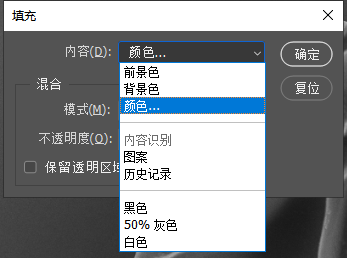 填充
内容(D): 颜色... 确定
前景色
背景色
颜色...
复位
混合
模式(M):
内容识别
不透明度(O):
图案
保留透明区域
历史记录
黑色
50% 灰色
白色